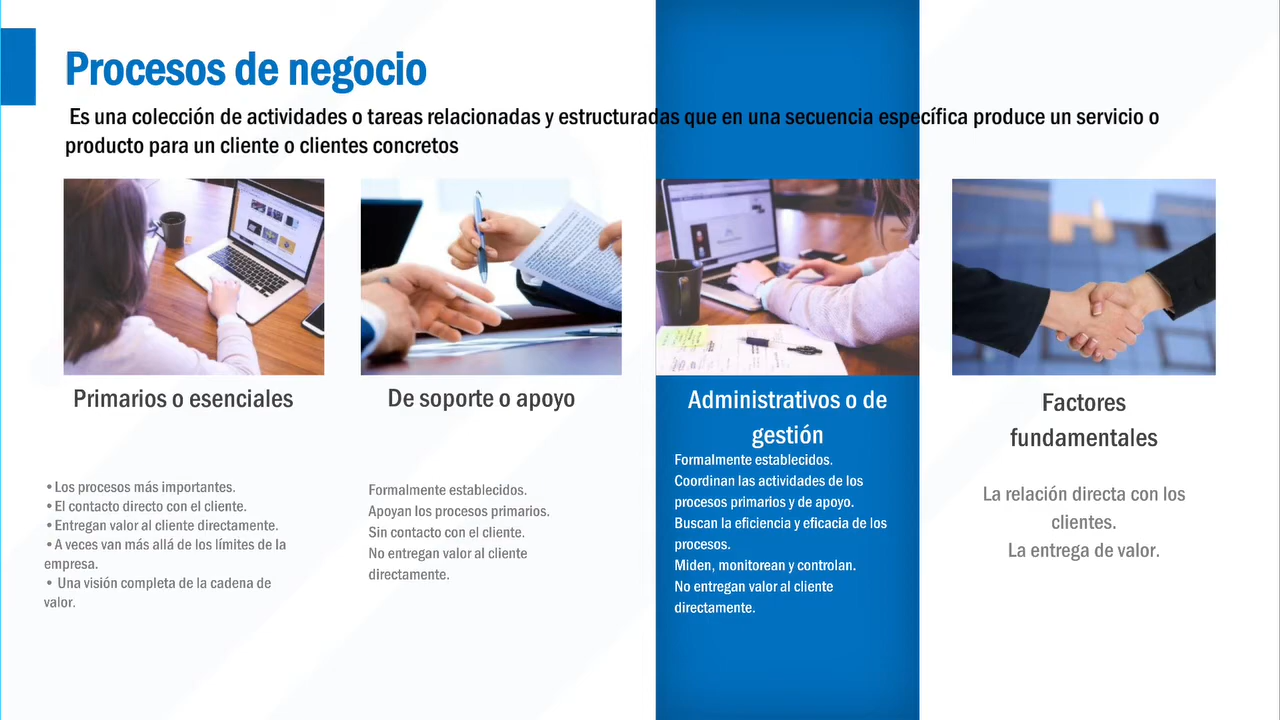 Procesos de negocio
Es una colección de actividades o tareas relacionadas y estructuradas que en una secuencia específica produce un servicio o
producto para un cliente o clientes concretos
Primarios o esenciales
• Los procesos más importantes.
• El contacto directo con el cliente.
• Entregan valor al cliente directamente.
• A veces van más allá de los límites de la
empresa.
• Una visión completa de la cadena de
valor.
De soporte o apoyo
Formalmente establecidos.
Apoyan los procesos primarios.
Sin contacto con el cliente.
No entregan valor al cliente
directamente.
Administrativos o de
gestión
Formalmente establecidos.
Coordinan las actividades de los
procesos primarios y de apoyo.
Buscan la eficiencia y eficacia de los
procesos.
Miden, monitorean y controlan.
No entregan valor al cliente
directamente.
Factores
fundamentales
La relación directa con los
clientes.
La entrega de valor.